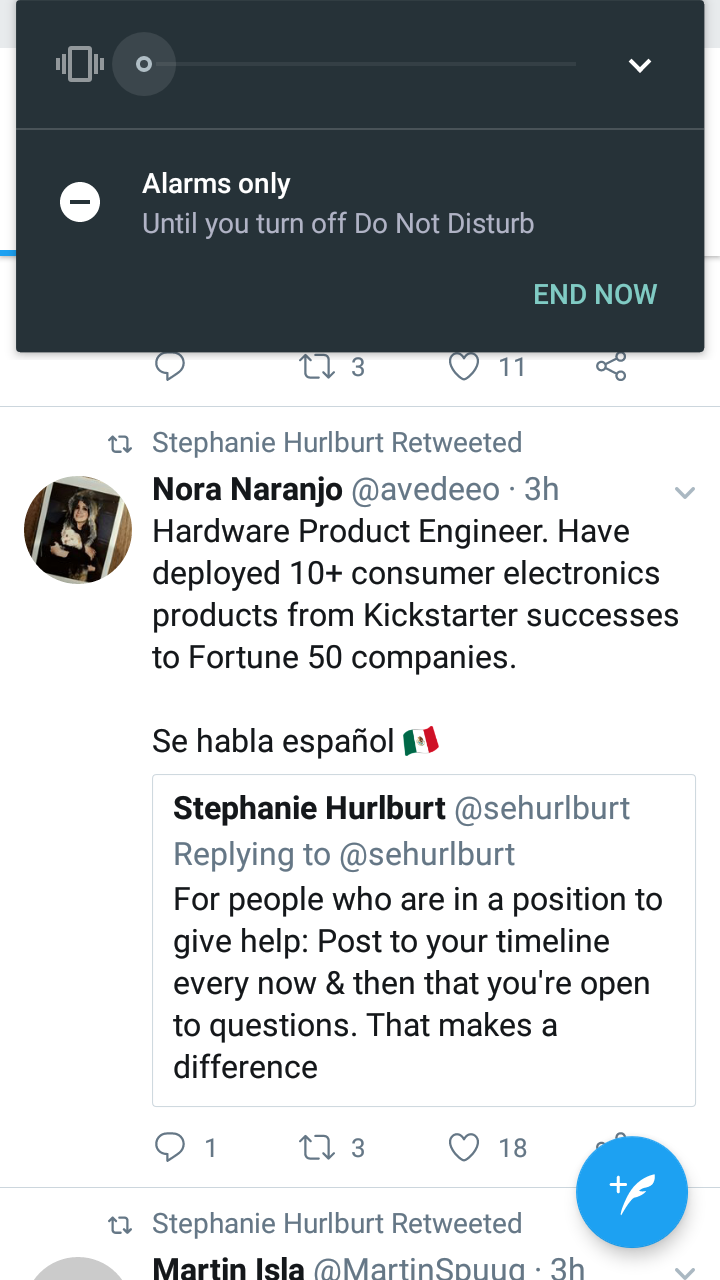 Alarms only
Until you turn off Do Not Disturb
END NOW
3 11
Stephanie Hurlburt Retweeted
Nora Naranjo @avedeeo · 3h
Hardware Product Engineer. Have
deployed 10+ consumer electronics
products from Kickstarter successes
to Fortune 50 companies.
Se habla español 🇲🇽
Stephanie Hurlburt @sehurlburt
Replying to @sehurlburt
For people who are in a position to
give help: Post to your timeline
every now & then that you're open
to questions. That makes a
difference
1 3 18
Stephanie Hurlburt Retweeted
Martin Isla @MartinSpuug · 3h